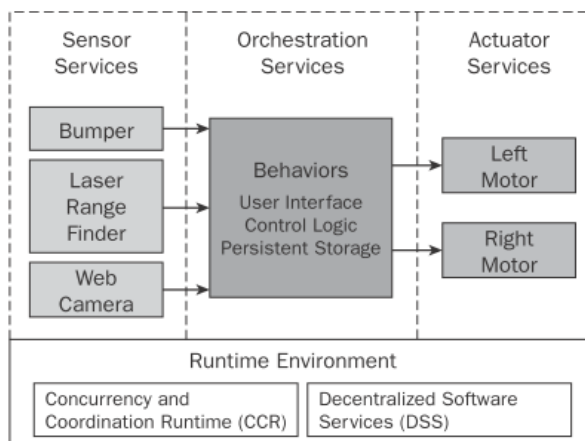 Sensor
Services
Orchestration
Services
Actuator
Services
Bumper
Laser
Range
Finder
Web
Camera
Behaviors
User Interface
Control Logic
Persistent Storage
Left
Motor
Right
Motor
Runtime Environment
Concurrency and
Coordination Runtime (CCR)
Decentralized Software
Services (DSS)